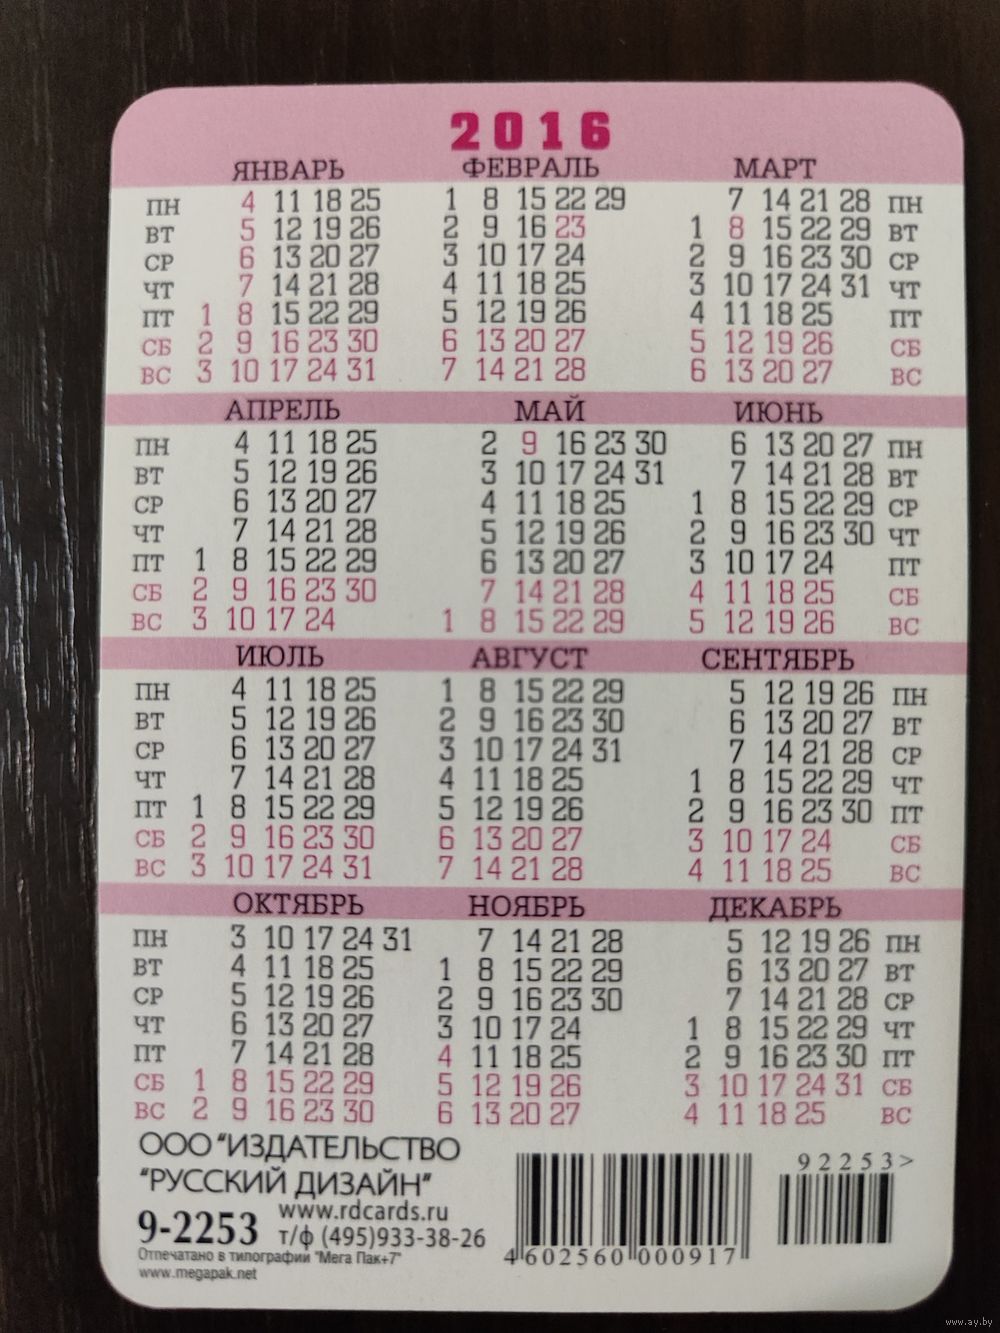 2016
ЯНВАРЬ ФЕВРАЛЬ МАРТ
ПН 4 11 18 25 1 8 15 22 29 7 14 21 28 ПН
ВТ 5 12 19 26 2 9 16 23 1 8 15 22 29 ВТ
СР 6 13 20 27 3 10 17 24 2 9 16 23 30 СР
ЧТ 7 14 21 28 4 11 18 25 3 10 17 24 31 ЧТ
ПТ 1 8 15 22 29 5 12 19 26 4 11 18 25 ПТ
СБ 2 9 16 23 30 6 13 20 27 5 12 19 26 СБ
ВС 3 10 17 24 31 7 14 21 28 6 13 20 27 ВС
АПРЕЛЬ МАЙ ИЮНЬ
ПН 4 11 18 25 2 9 16 23 30 6 13 20 27 ПН
ВТ 5 12 19 26 3 10 17 24 31 7 14 21 28 ВТ
СР 6 13 20 27 4 11 18 25 1 8 15 22 29 СР
ЧТ 7 14 21 28 5 12 19 26 2 9 16 23 30 ЧТ
ПТ 1 8 15 22 29 6 13 20 27 3 10 17 24 ПТ
СБ 2 9 16 23 30 7 14 21 28 4 11 18 25 СБ
ВС 3 10 17 24 1 8 15 22 29 5 12 19 26 ВС
ИЮЛЬ АВГУСТ СЕНТЯБРЬ
ПН 4 11 18 25 1 8 15 22 29 5 12 19 26 ПН
ВТ 5 12 19 26 2 9 16 23 30 6 13 20 27 ВТ
СР 6 13 20 27 3 10 17 24 31 7 14 21 28 СР
ЧТ 7 14 21 28 4 11 18 25 1 8 15 22 29 ЧТ
ПТ 1 8 15 22 29 5 12 19 26 2 9 16 23 30 ПТ
СБ 2 9 16 23 30 6 13 20 27 3 10 17 24 СБ
ВС 3 10 17 24 31 7 14 21 28 4 11 18 25 ВС
ОКТЯБРЬ НОЯБРЬ ДЕКАБРЬ
ПН 3 10 17 24 31 7 14 21 28 5 12 19 26 ПН
ВТ 4 11 18 25 1 8 15 22 29 6 13 20 27 ВТ
СР 5 12 19 26 2 9 16 23 30 7 14 21 28 СР
ЧТ 6 13 20 27 3 10 17 24 1 8 15 22 29 ЧТ
ПТ 7 14 21 28 4 11 18 25 2 9 16 23 30 ПТ
СБ 1 8 15 22 29 5 12 19 26 3 10 17 24 31 СБ
ВС 2 9 16 23 30 6 13 20 27 4 11 18 25 ВС
ООО "ИЗДАТЕЛЬСТВО
"РУССКИЙ ДИЗАЙН"
9-2253 www.rdcards.ru
т/ф (495)933-38-26
Отпечатано в типографии "Мега Пак+7"
www.megapak.net
4 602560 000917
92253>
www.ay.by